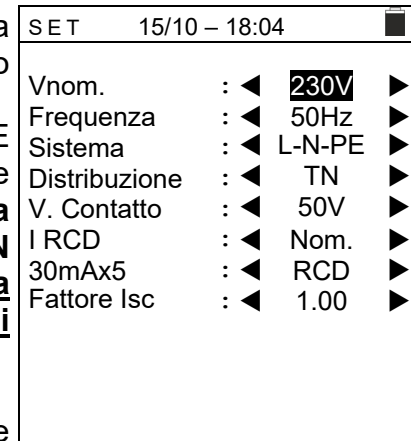 a
o
E
e
a
N
a
i
e
SET 15/10 – 18:04
Vnom. : ◀ 230V ▶
Frequenza : ◀ 50Hz ▶
Sistema : ◀ L-N-PE ▶
Distribuzione : ◀ TN ▶
V. Contatto : ◀ 50V ▶
I RCD : ◀ Nom. ▶
30mAx5 : ◀ RCD ▶
Fattore Isc : ◀ 1.00 ▶